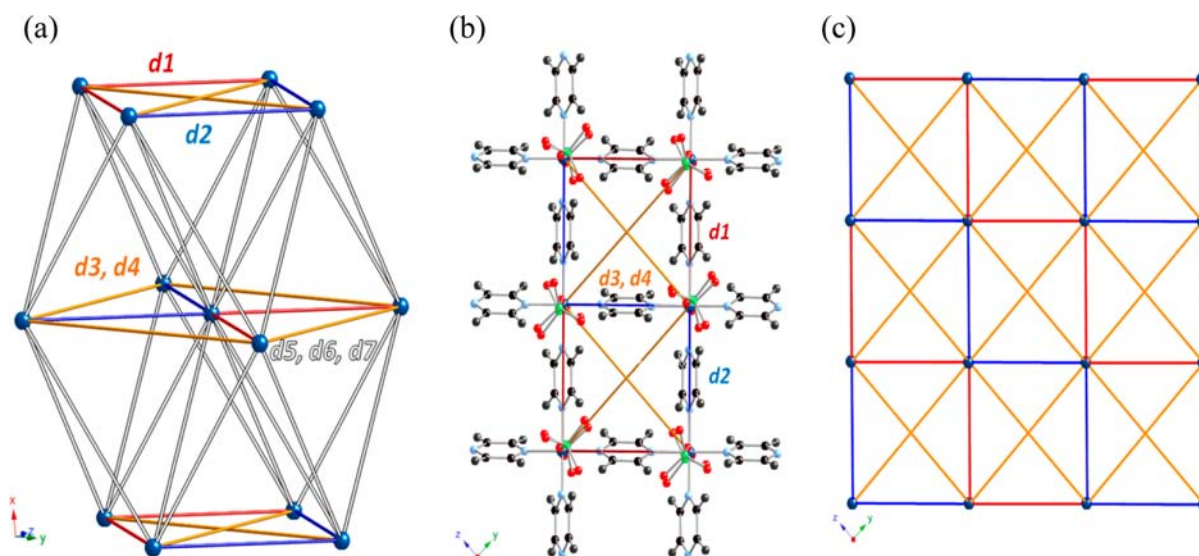 (a)
(b)
(c)
d1
d2
d3, d4
d5, d6, d7
x
z
y
d1
d3, d4
d2
z
y
z
y